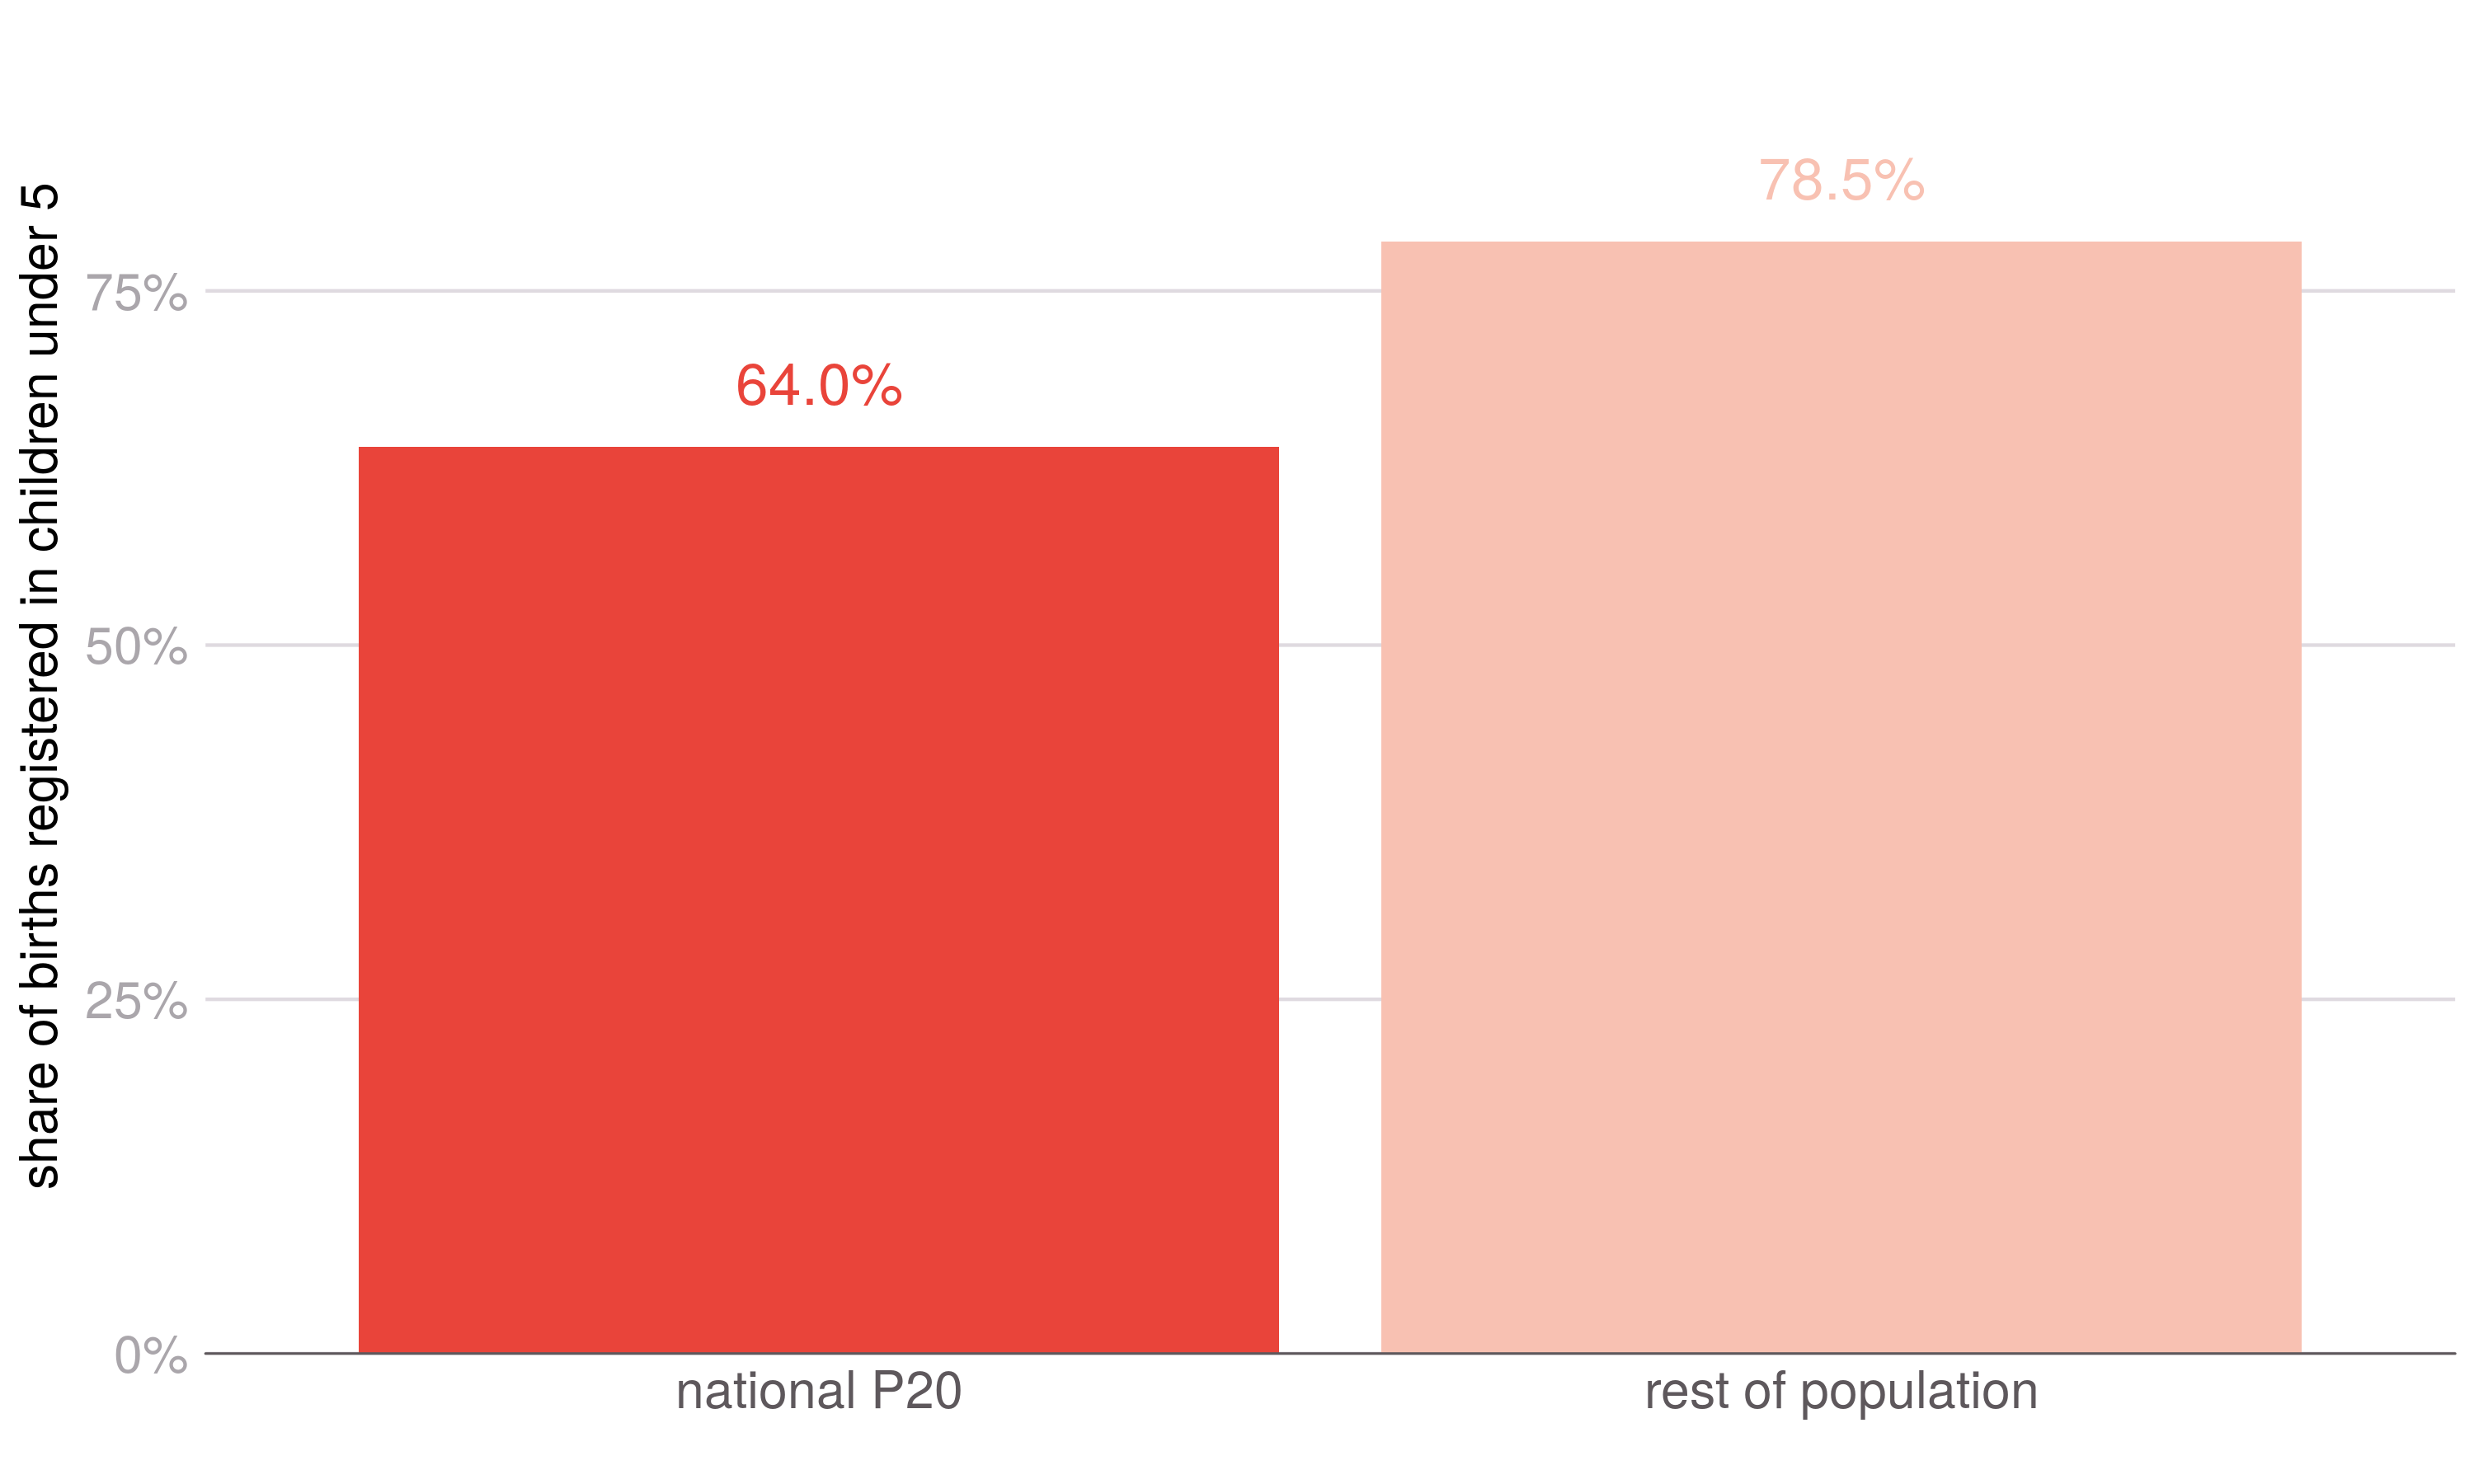 share of births registered in children under 5
75%
50%
25%
0%
64.0%
78.5%
national P20
rest of population